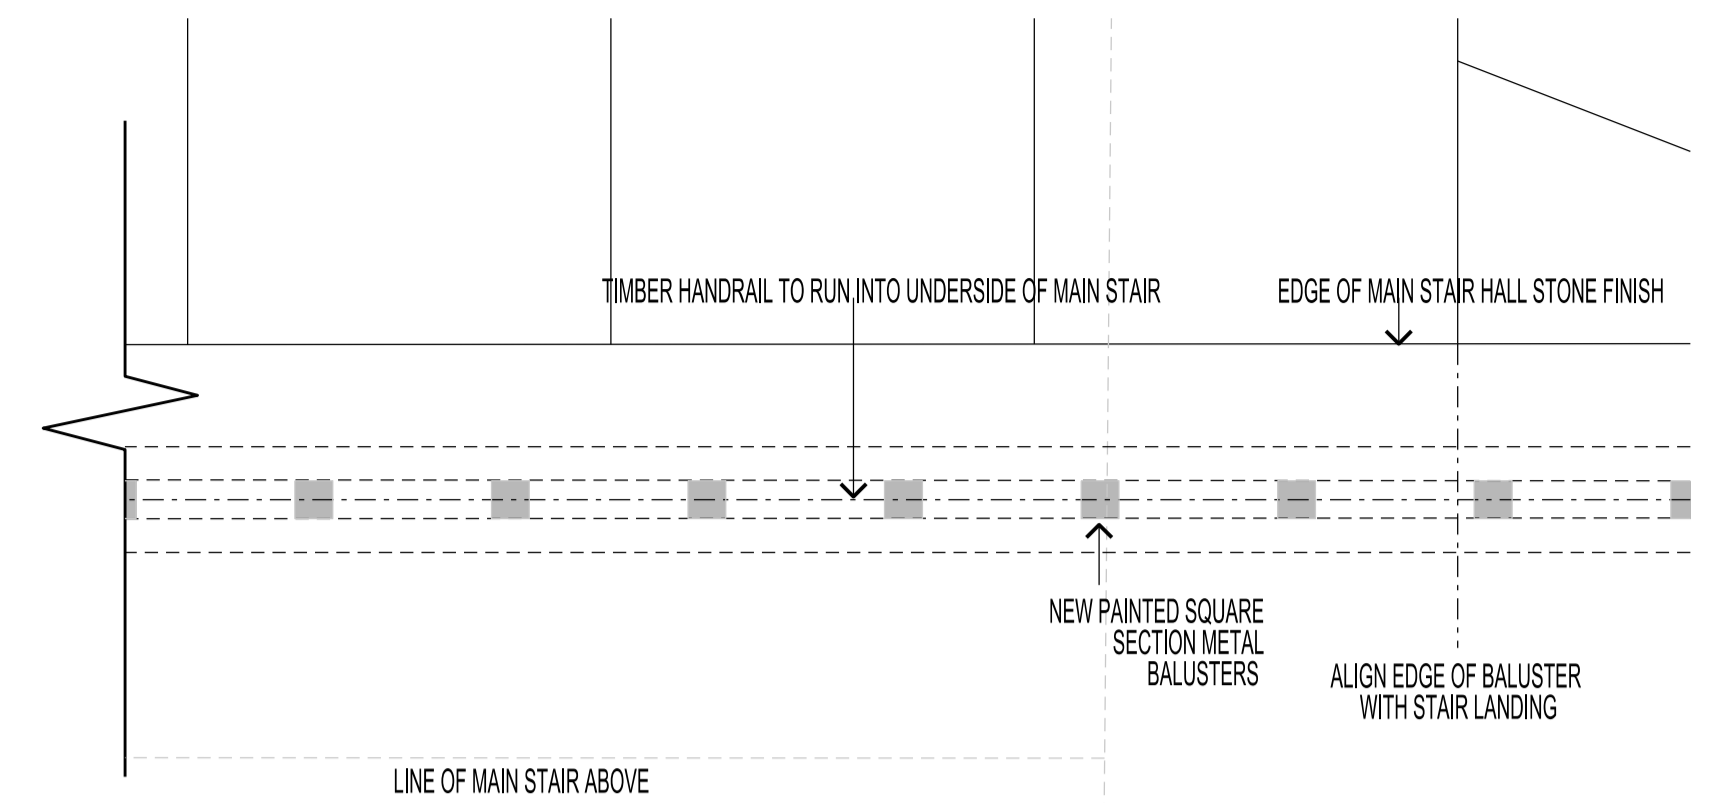 TIMBER HANDRAIL TO RUN INTO UNDERSIDE OF MAIN STAIR
EDGE OF MAIN STAIR HALL STONE FINISH
NEW PAINTED SQUARE
SECTION METAL
BALUSTERS
ALIGN EDGE OF BALUSTER
WITH STAIR LANDING
LINE OF MAIN STAIR ABOVE